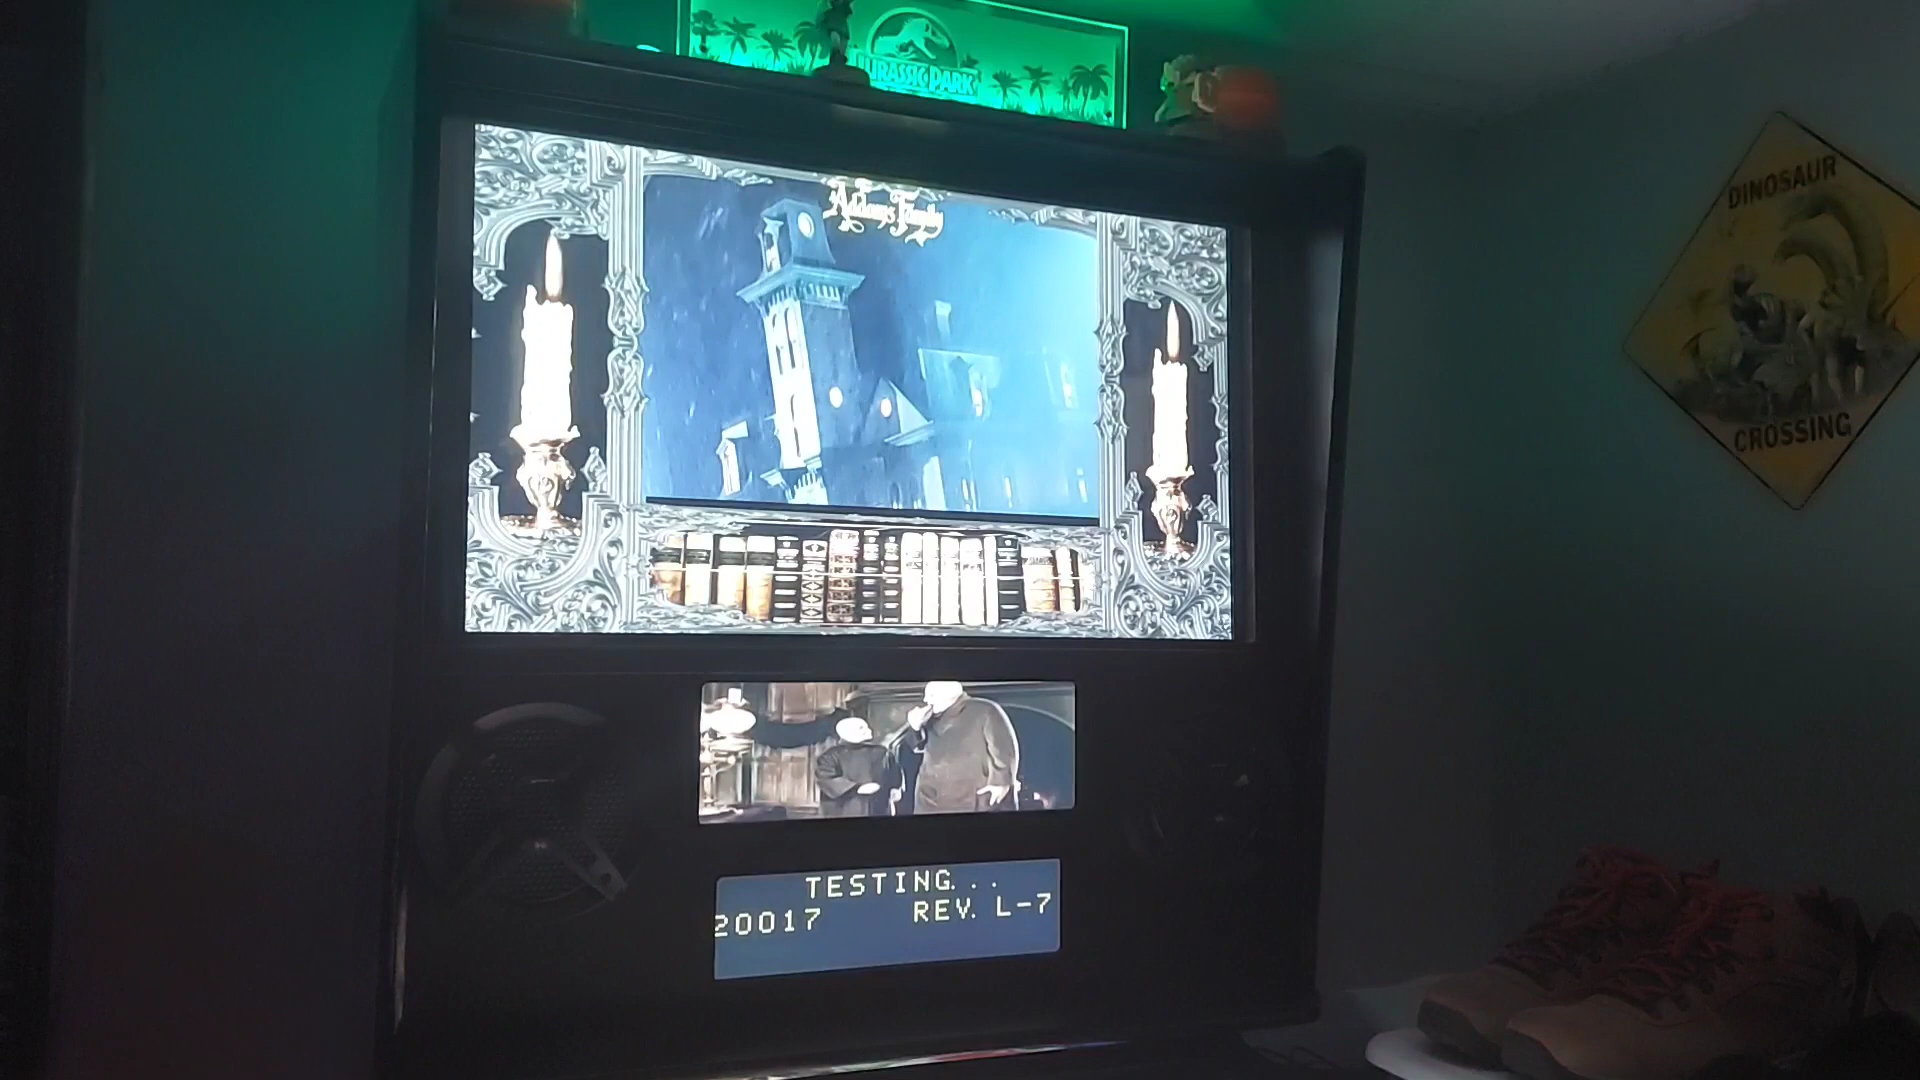 JURASSIC PARK
Addams Family
DINOSAUR
CROSSING
TESTING...
20017 REV. L-7